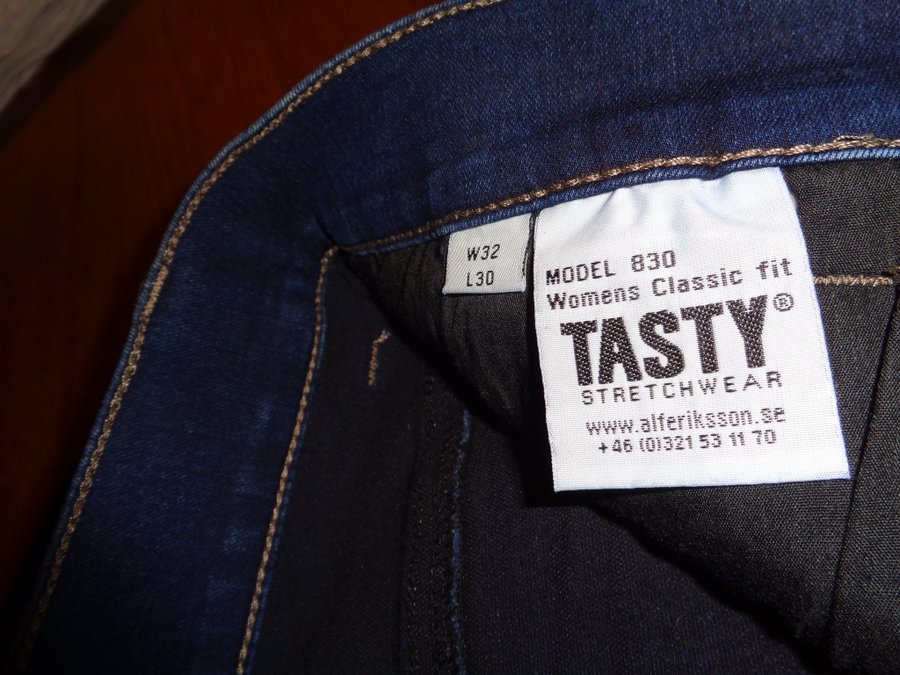 W32
L30
MODEL 830
Womens Classic fit
TASTY®
STRETCHWEAR
www.alferiksson.se
+46 (0)321 53 11 70